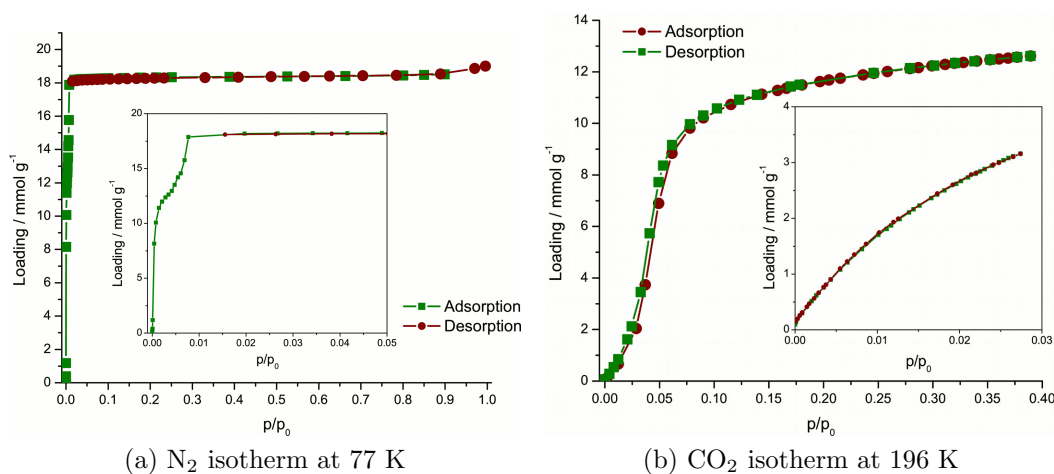 Loading / mmol g⁻¹
20
18
16
14
12
10
8
6
4
2
0
0.0 0.1 0.2 0.3 0.4 0.5 0.6 0.7 0.8 0.9 1.0
p/p₀
Loading / mmol g⁻¹
20
15
10
5
0
0.00 0.01 0.02 0.03 0.04 0.05
p/p₀
Adsorption
Desorption
(a) N₂ isotherm at 77 K
Loading / mmol g⁻¹
14
12
10
8
6
4
2
0
0.00 0.05 0.10 0.15 0.20 0.25 0.30 0.35 0.40
p/p₀
Adsorption
Desorption
Loading / mmol g⁻¹
4
3
2
1
0
0.00 0.01 0.02 0.03
p/p₀
(b) CO₂ isotherm at 196 K